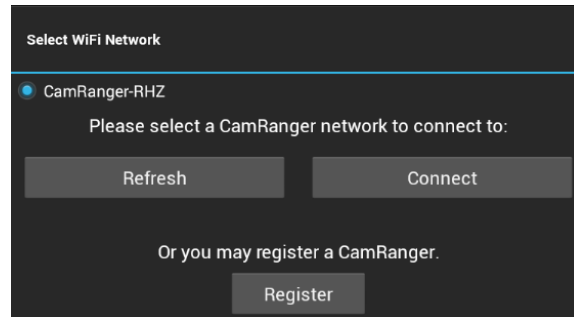 Select WiFi Network
CamRanger-RHZ
Please select a CamRanger network to connect to:
Refresh Connect
Or you may register a CamRanger.
Register